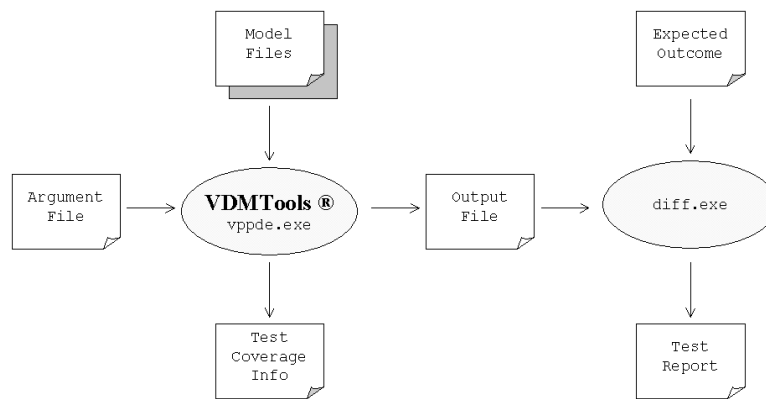 Model
Files
Expected
Outcome
Argument
File
VDMTools ®
vppde.exe
Output
File
diff.exe
Test
Coverage
Info
Test
Report